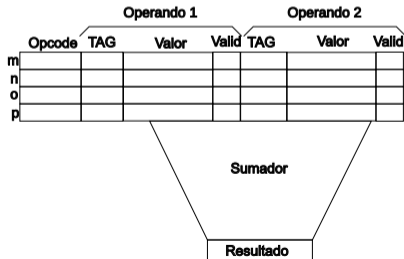 Operando 1 Operando 2
Opcode TAG Valor Valid TAG Valor Valid
m
n
o
p
Sumador
Resultado